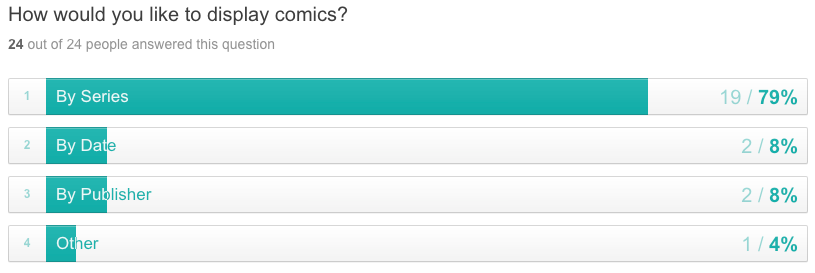 How would you like to display comics?
24 out of 24 people answered this question
1 By Series 19 / 79%
2 By Date 2 / 8%
3 By Publisher 2 / 8%
4 Other 1 / 4%